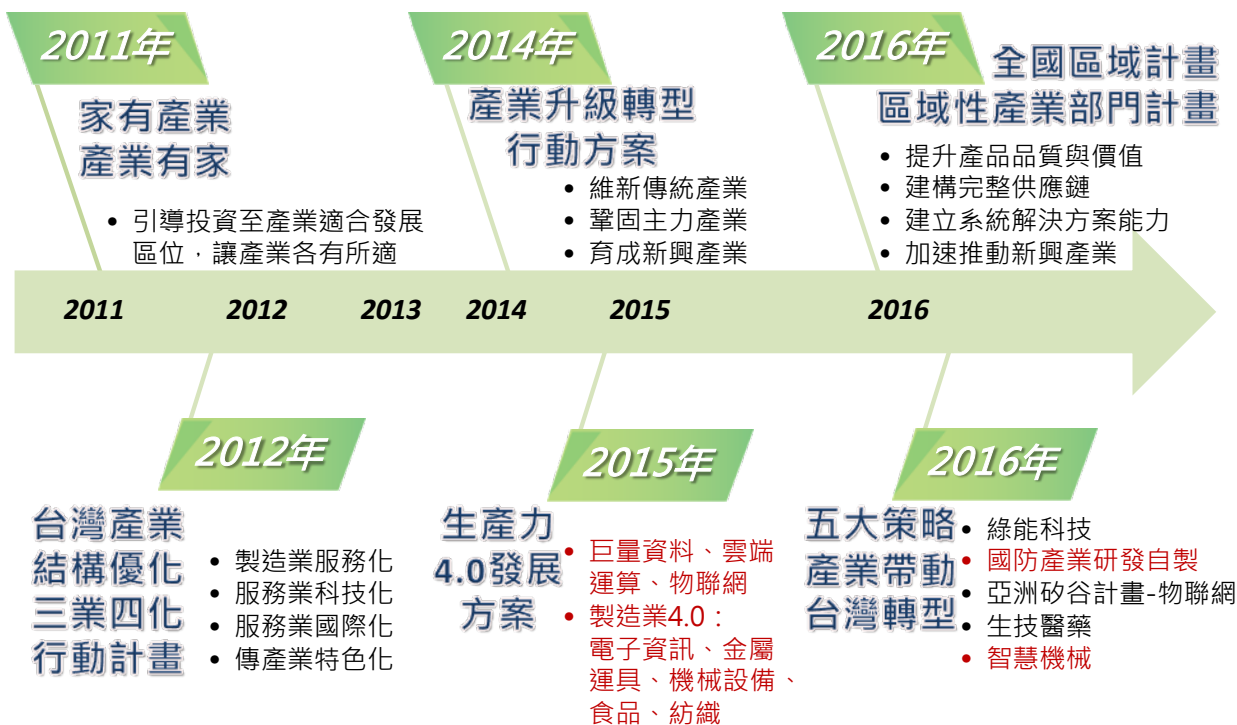 2011年
家有產業
產業有家
• 引導投資至產業適合發展
區位，讓產業各有所適
2014年
產業升級轉型
行動方案
• 維新傳統產業
• 鞏固主力產業
• 育成新興產業
2016年
全國區域計畫
區域性產業部門計畫
• 提升產品品質與價值
• 建構完整供應鏈
• 建立系統解決方案能力
• 加速推動新興產業
2011 2012 2013 2014 2015 2016
2012年
台灣產業
結構優化
三業四化
行動計畫
• 製造業服務化
• 服務業科技化
• 服務業國際化
• 傳產業特色化
2015年
生產力
4.0發展
方案
• 巨量資料、雲端
運算、物聯網
• 製造業4.0：
電子資訊、金屬
運具、機械設備、
食品、紡織
2016年
五大策略
產業帶動
台灣轉型
• 綠能科技
• 國防產業研發自製
• 亞洲矽谷計畫-物聯網
• 生技醫藥
• 智慧機械